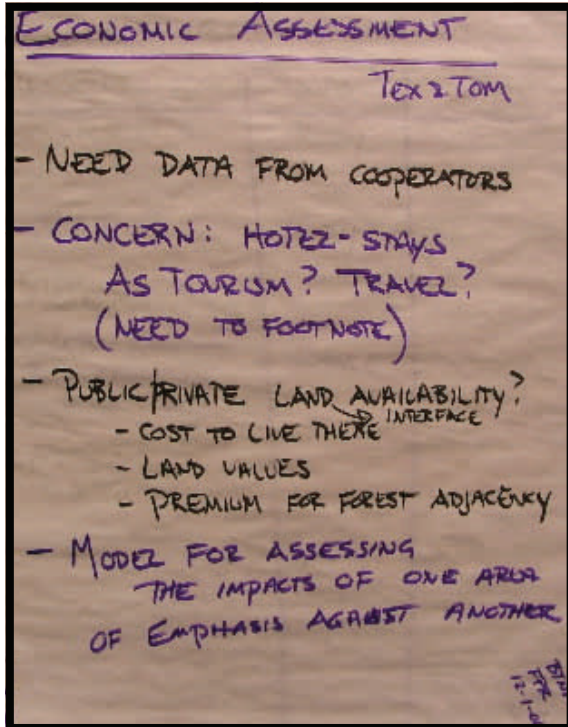 ECONOMIC ASSESSMENT
TEX & TOM
- NEED DATA FROM COOPERATORS
- CONCERN: HOTEL-STAYS
AS TOURISM? TRAVEL?
(NEED TO FOOTNOTE)
- PUBLIC/PRIVATE LAND AVAILABILITY?
INTERFACE
- COST TO LIVE THERE
- LAND VALUES
- PREMIUM FOR FOREST ADJACENCY
- MODEL FOR ASSESSING
THE IMPACTS OF ONE AREA
OF EMPHASIS AGAINST ANOTHER